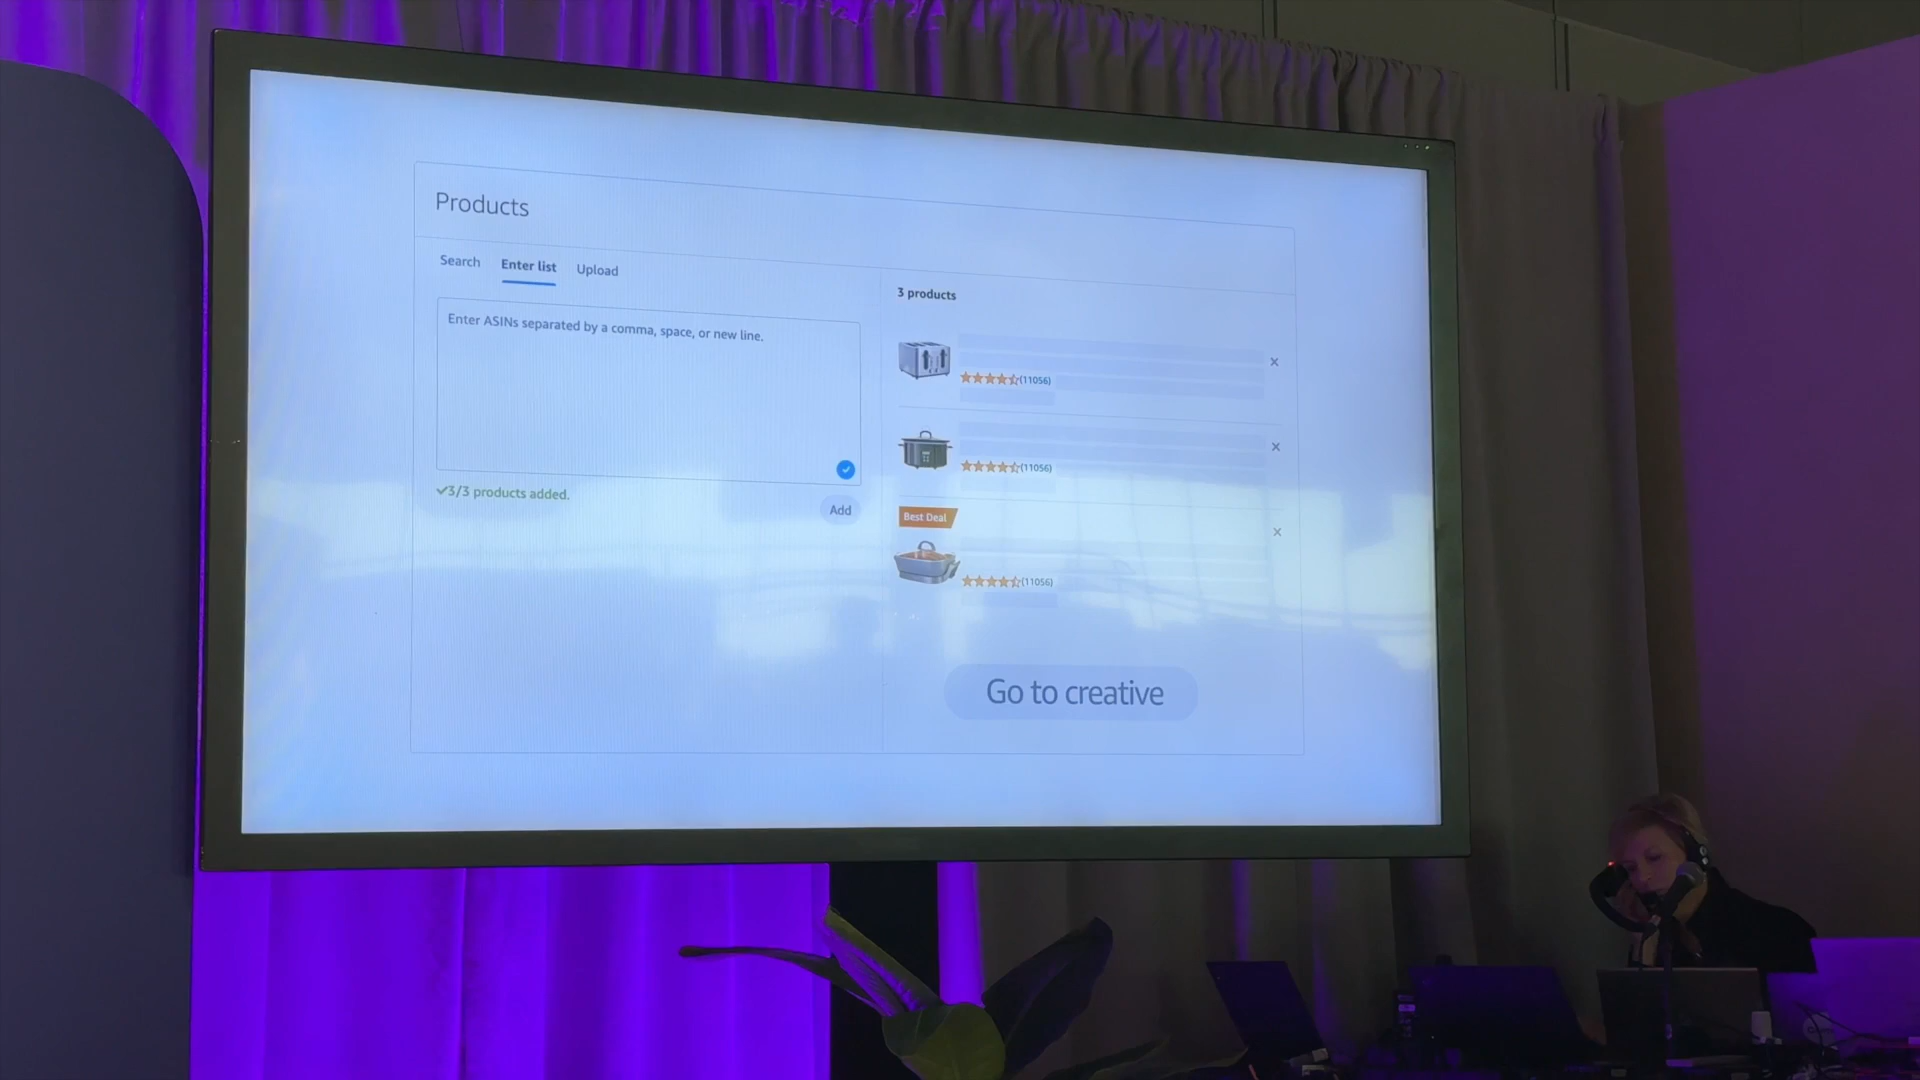 Products
Search Enter list Upload
Enter ASINs separated by a comma, space, or new line.
3/3 products added.
Add
3 products
(11056)
(11056)
Best Deal
(11056)
Go to creative